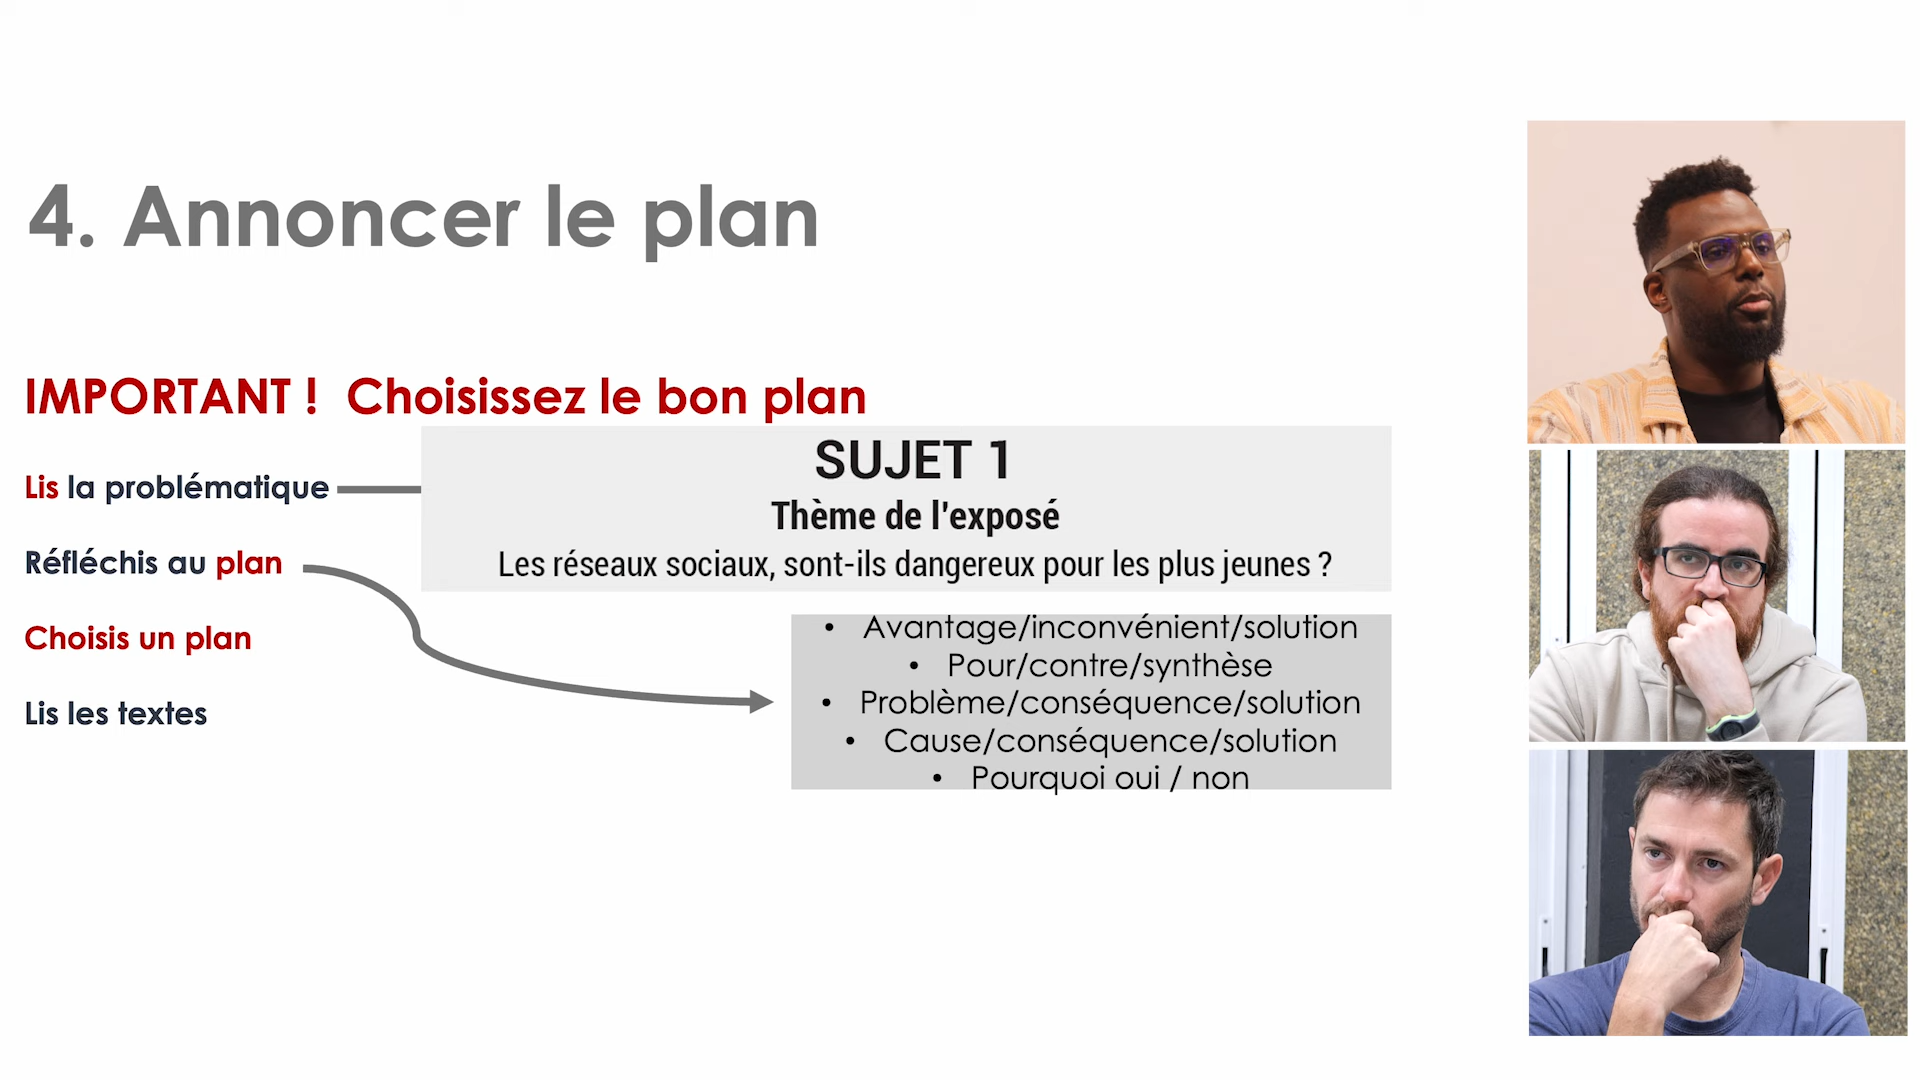 4. Annoncer le plan
IMPORTANT ! Choisissez le bon plan
Lis la problématique
Réfléchis au plan
Choisis un plan
Lis les textes
SUJET 1
Thème de l'exposé
Les réseaux sociaux, sont-ils dangereux pour les plus jeunes ?
• Avantage/inconvénient/solution
• Pour/contre/synthèse
• Problème/conséquence/solution
• Cause/conséquence/solution
• Pourquoi oui / non